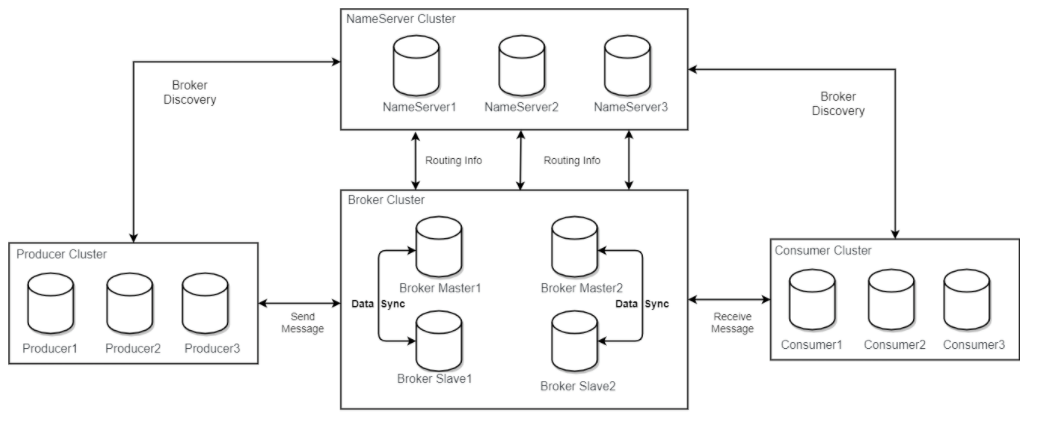 NameServer Cluster
NameServer1
NameServer2
NameServer3
Broker
Discovery
Broker
Discovery
Routing Info
Routing Info
Broker Cluster
Broker Master1
Broker Master2
Data Sync
Data Sync
Broker Slave1
Broker Slave2
Producer Cluster
Producer1
Producer2
Producer3
Send
Message
Receive
Message
Consumer Cluster
Consumer1
Consumer2
Consumer3